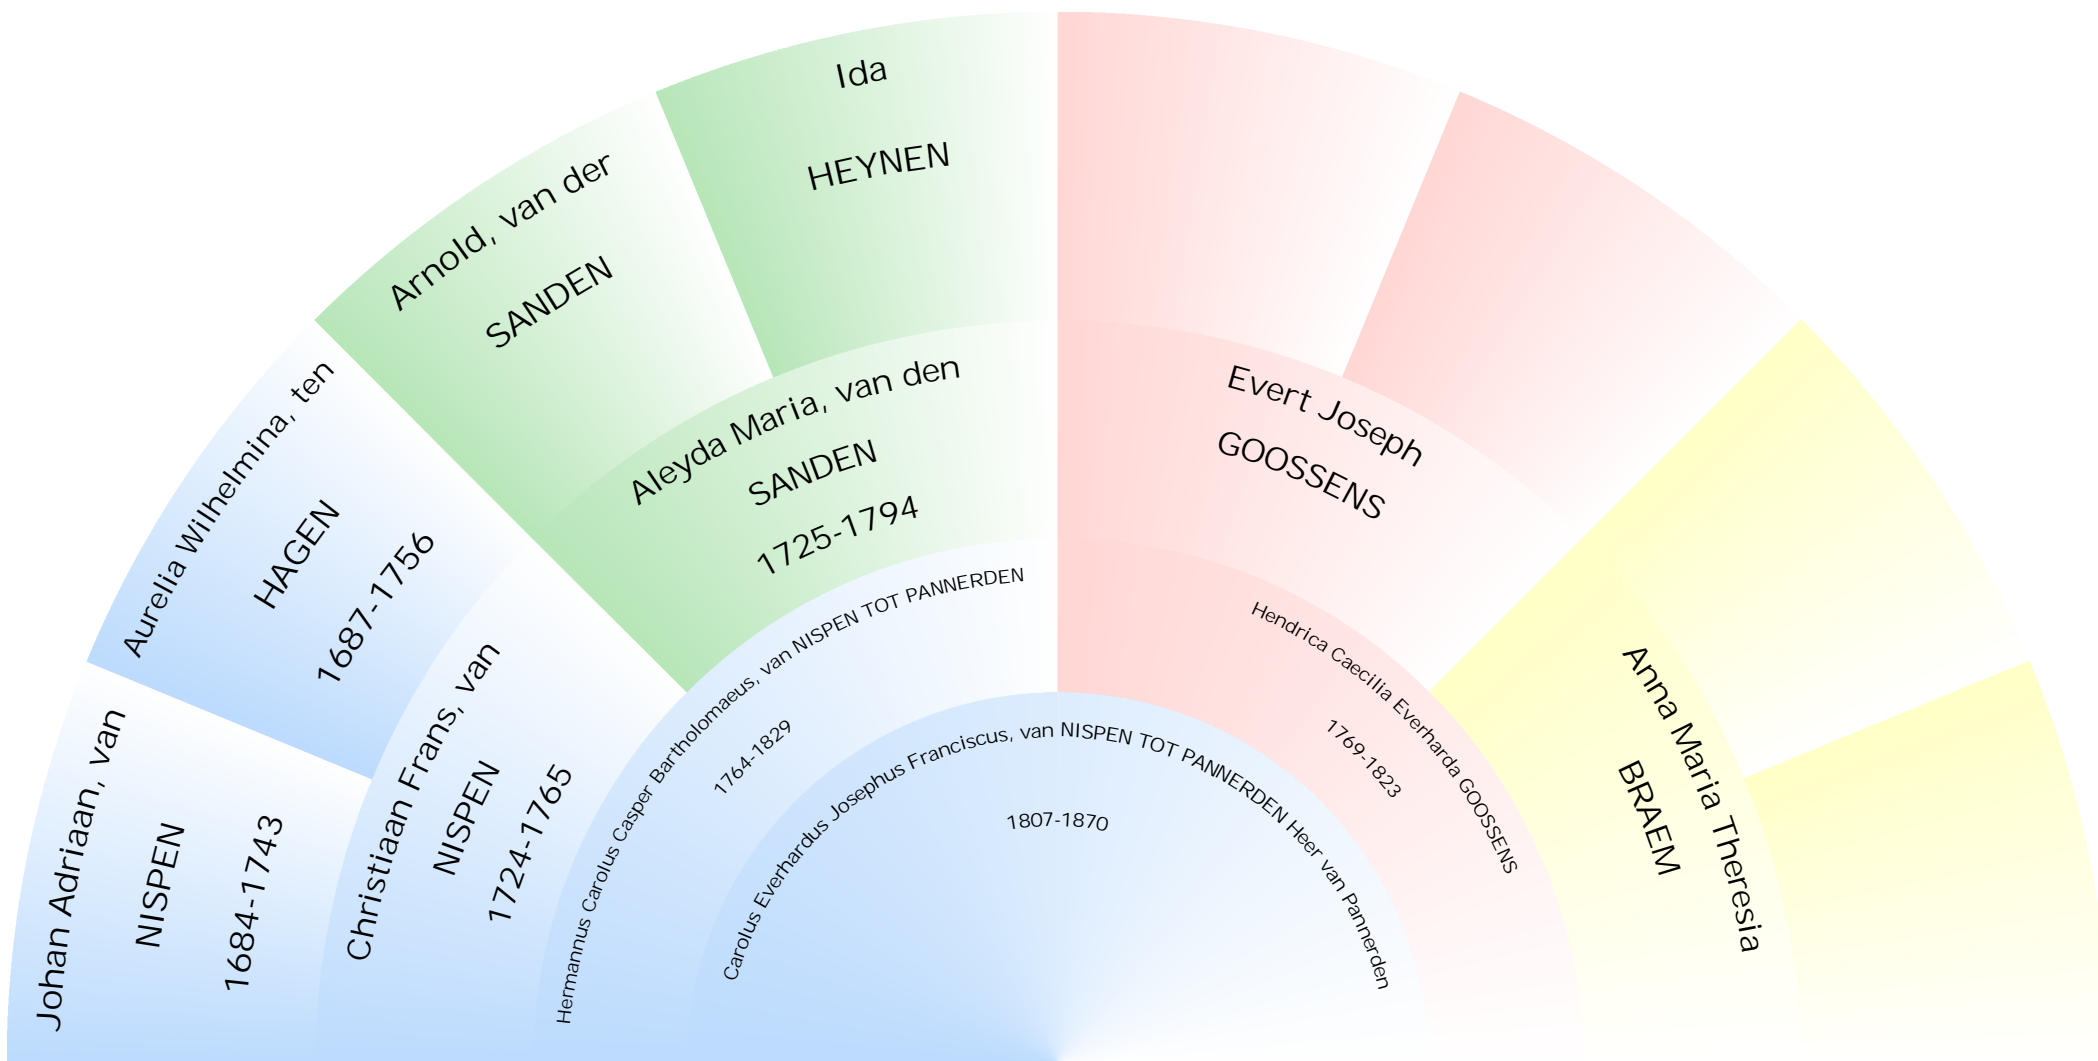 Johan Adriaan, van
NISPEN
1684-1743
Aurelia Wilhelmina, ten
HAGEN
1687-1756
Arnold, van der
SANDEN
Ida
HEYNEN
Christiaan Frans, van
NISPEN
1724-1765
Aleyda Maria, van den
SANDEN
1725-1794
Evert Joseph
GOOSSENS
Anna Maria Theresia
BRAEM
Hermannus Carolus Casper Bartholomaeus, van NISPEN TOT PANNERDEN
1764-1829
Hendrica Caecilia Everharda GOOSSENS
1769-1823
Carolus Everhardus Josephus Franciscus, van NISPEN TOT PANNERDEN Heer van Pannerden
1807-1870